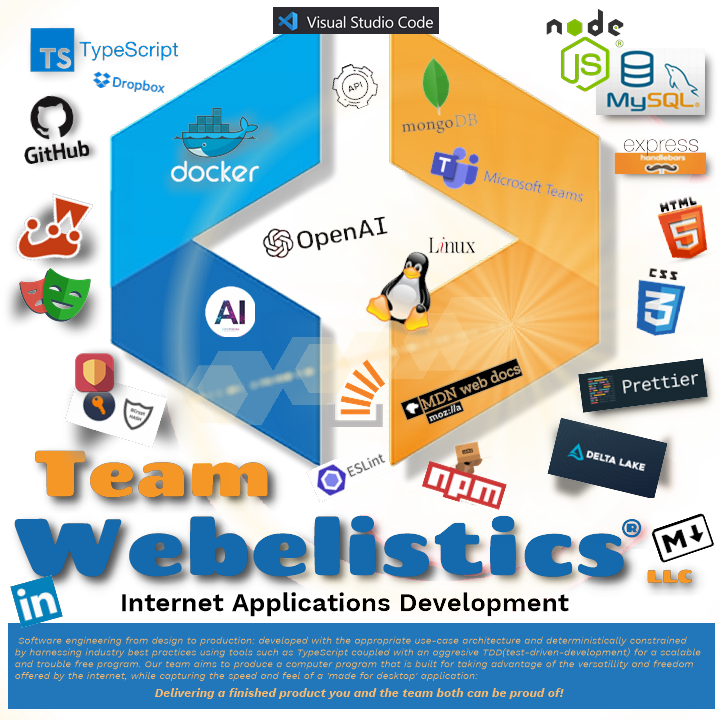 Visual Studio Code
node
JS
®
TS TypeScript
Dropbox
API
MySQL®
GitHub
docker
mongoDB
express
handlebars
Microsoft Teams
HTML
5
OpenAI
Linux
CSS
3
AI
MDN web docs
moz://a
Prettier
BCrypt
HASH
DELTA LAKE
ESLint
npm
Team
Webelistics®
M
LLC
in
Internet Applications Development
Software engineering from design to production: developed with the appropriate use-case architecture and deterministically constrained
by harnessing industry best practices using tools such as TypeScript coupled with an aggresive TDD(test-driven-development) for a scalable
and trouble free program. Our team aims to produce a computer program that is built for taking advantage of the versatillity and freedom
offered by the internet, while capturing the speed and feel of a 'made for desktop' application:
Delivering a finished product you and the team both can be proud of!